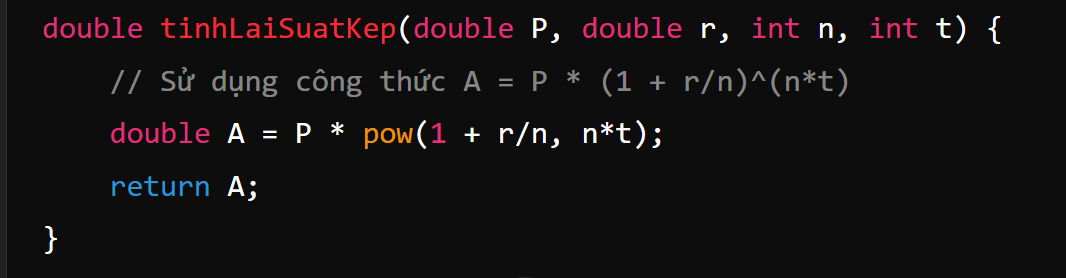 double tinhLaiSuatKep(double P, double r, int n, int t) {
// Sử dụng công thức A = P * (1 + r/n)^(n*t)
double A = P * pow(1 + r/n, n*t);
return A;
}